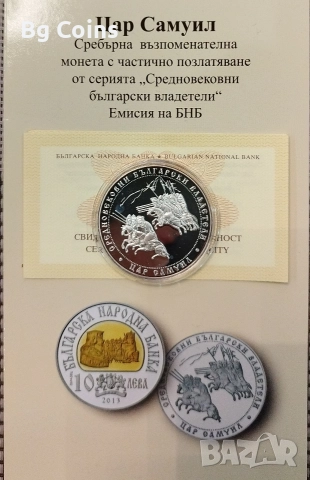 Bg Coins
Цар Самуил
Сребърна възпоменателна
монета с частично позлатяване
от серията „Средновековни
български владетели“
Емисия на БНБ
БЪЛГАРСКА НАРОДНА БАНКА • BULGARIAN NATIONAL BANK
СРЕДНОВЕКОВНИ БЪЛГАРСКИ ВЛАДЕТЕЛИ
ЦАР САМУИЛ
БЪЛГАРСКА НАРОДНА БАНКА
10 ЛЕВА
2013
СРЕДНОВЕКОВНИ БЪЛГАРСКИ ВЛАДЕТЕЛИ
ЦАР САМУИЛ
BAZAR